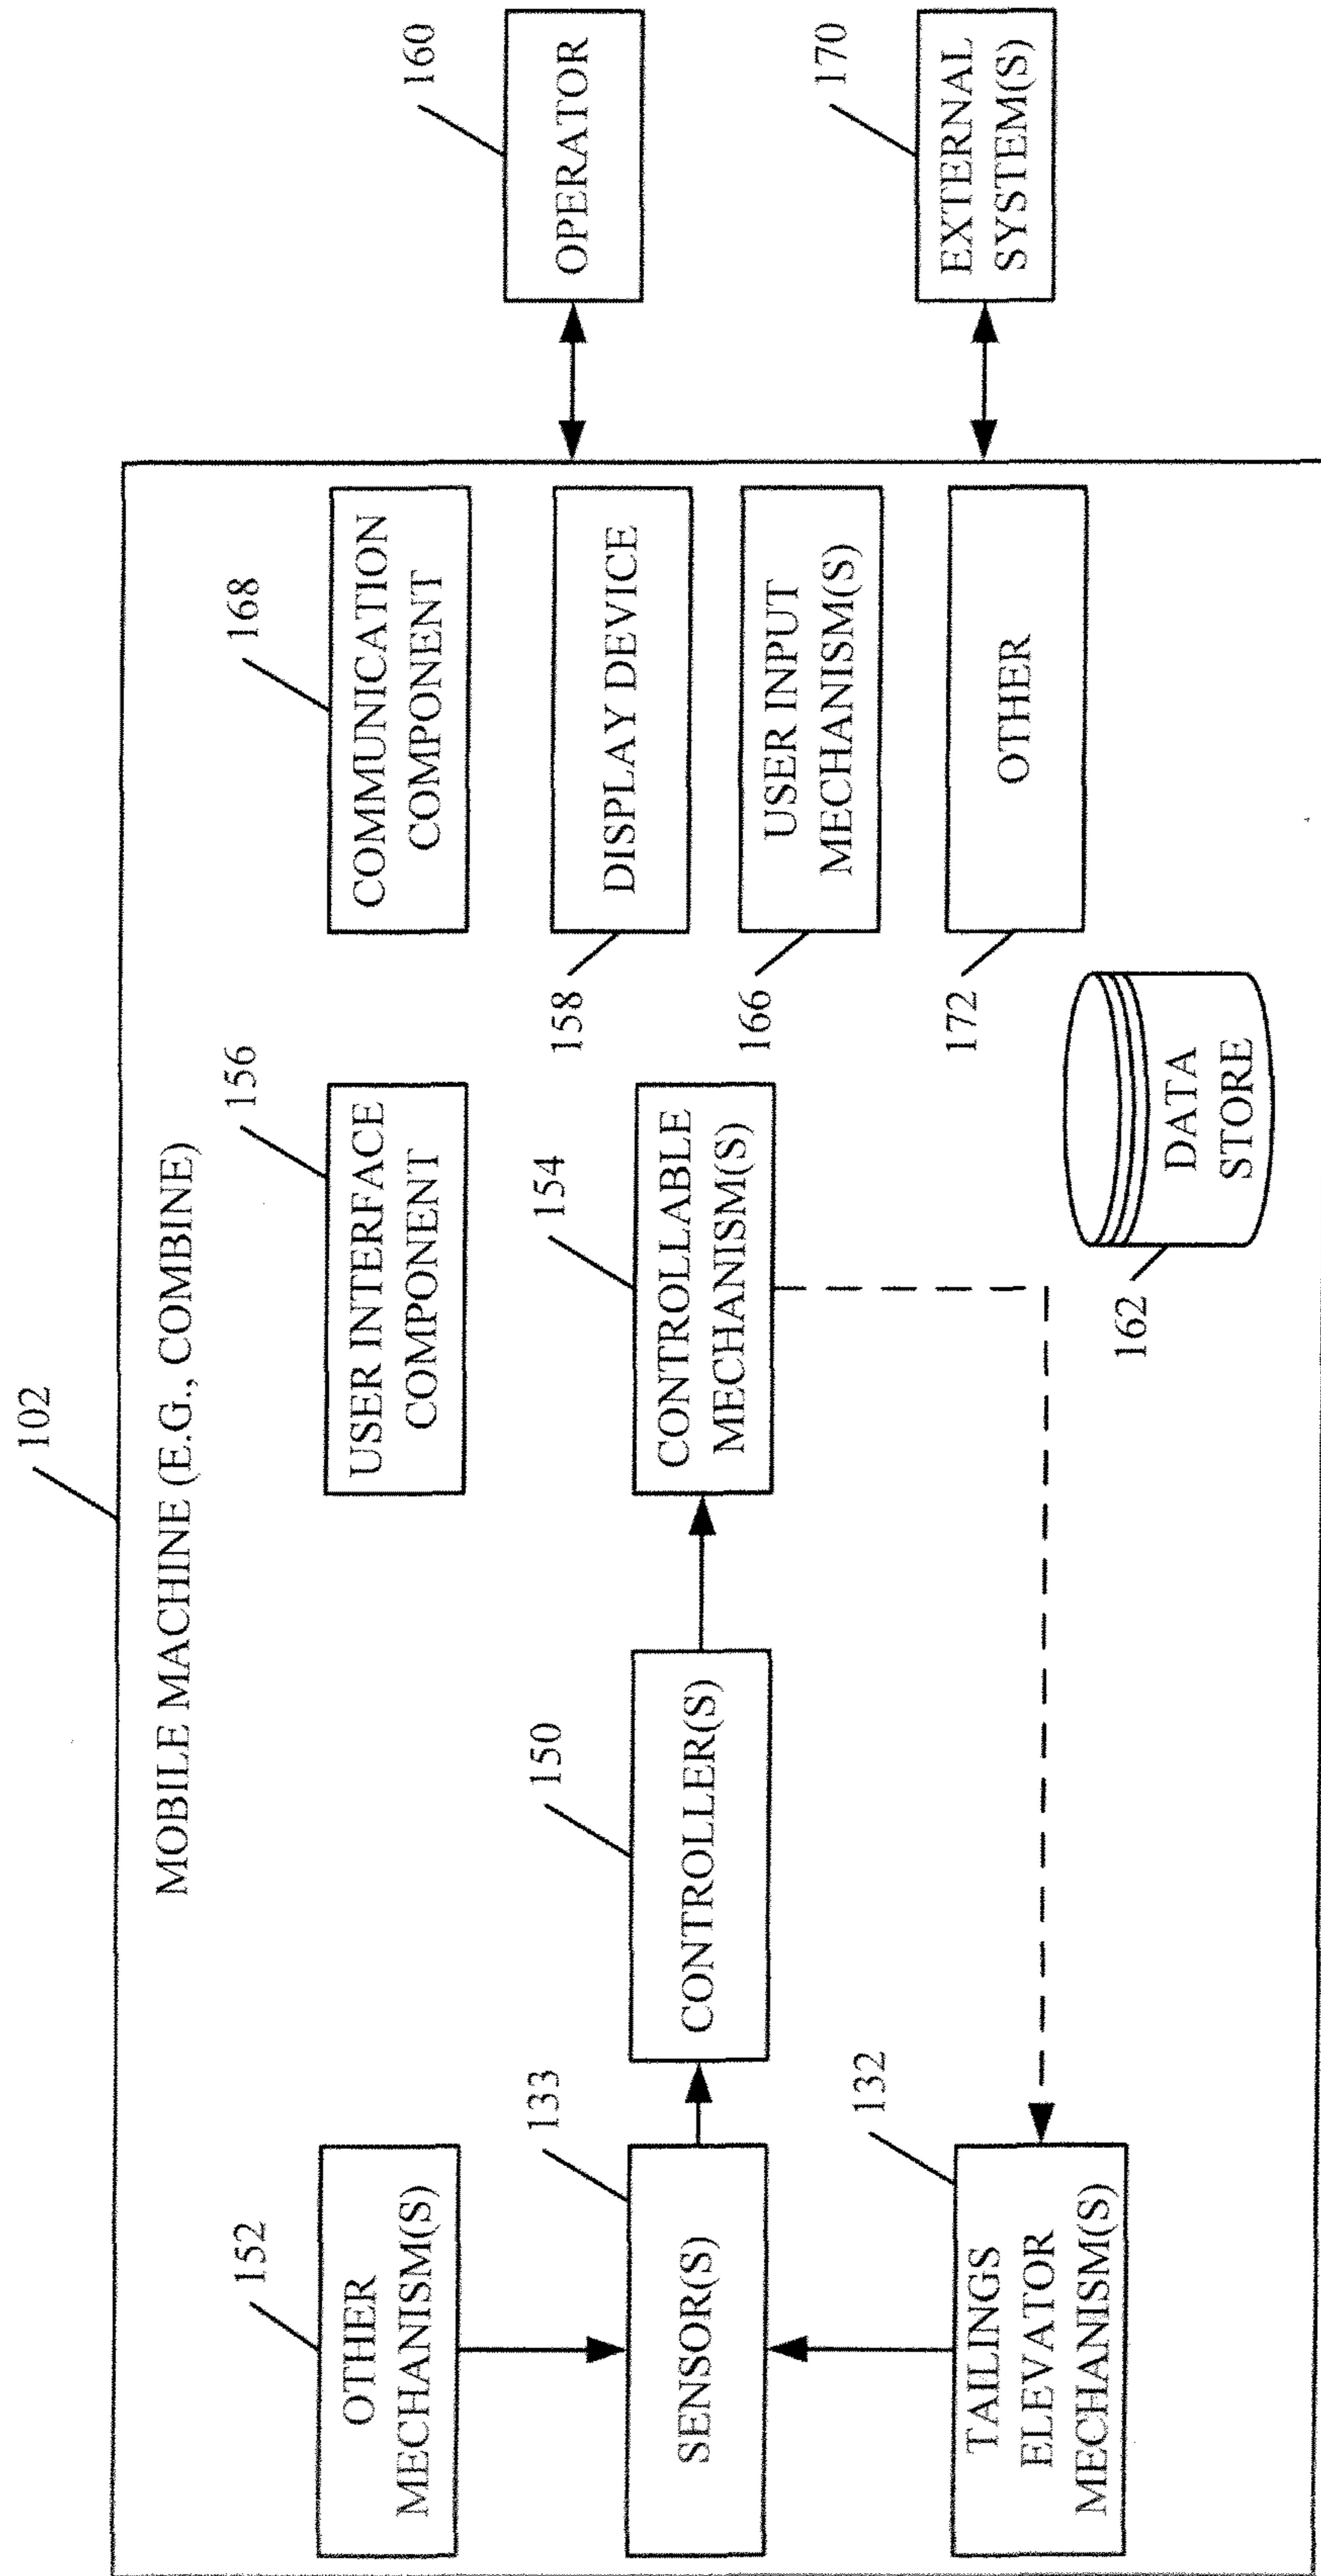 102
MOBILE MACHINE (E.G., COMBINE)
152
OTHER
MECHANISM(S)
133
SENSOR(S)
132
TAILINGS
ELEVATOR
MECHANISM(S)
150
CONTROLLER(S)
156
USER INTERFACE
COMPONENT
154
CONTROLLABLE
MECHANISM(S)
162
DATA
STORE
168
COMMUNICATION
COMPONENT
158
DISPLAY DEVICE
166
USER INPUT
MECHANISM(S)
172
OTHER
160
OPERATOR
170
EXTERNAL
SYSTEM(S)